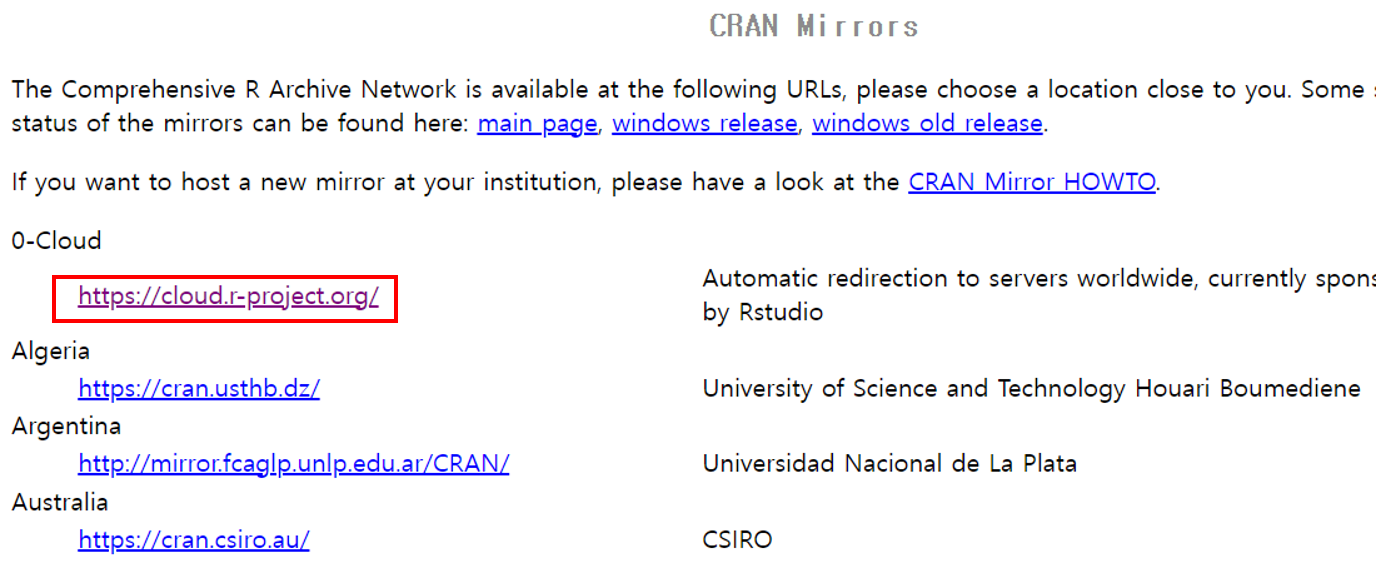 CRAN Mirrors
The Comprehensive R Archive Network is available at the following URLs, please choose a location close to you. Some
status of the mirrors can be found here: main page, windows release, windows old release.
If you want to host a new mirror at your institution, please have a look at the CRAN Mirror HOWTO.
0-Cloud
https://cloud.r-project.org/
Automatic redirection to servers worldwide, currently
by Rstudio
Algeria
https://cran.usthb.dz/
University of Science and Technology Houari Boumediene
Argentina
http://mirror.fcaglp.unlp.edu.ar/CRAN/
Universidad Nacional de La Plata
Australia
https://cran.csiro.au/
CSIRO